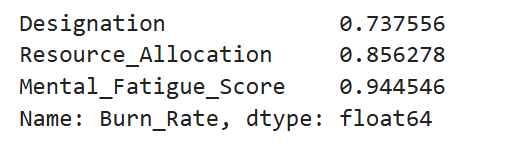 Designation 0.737556
Resource_Allocation 0.856278
Mental_Fatigue_Score 0.944546
Name: Burn_Rate, dtype: float64